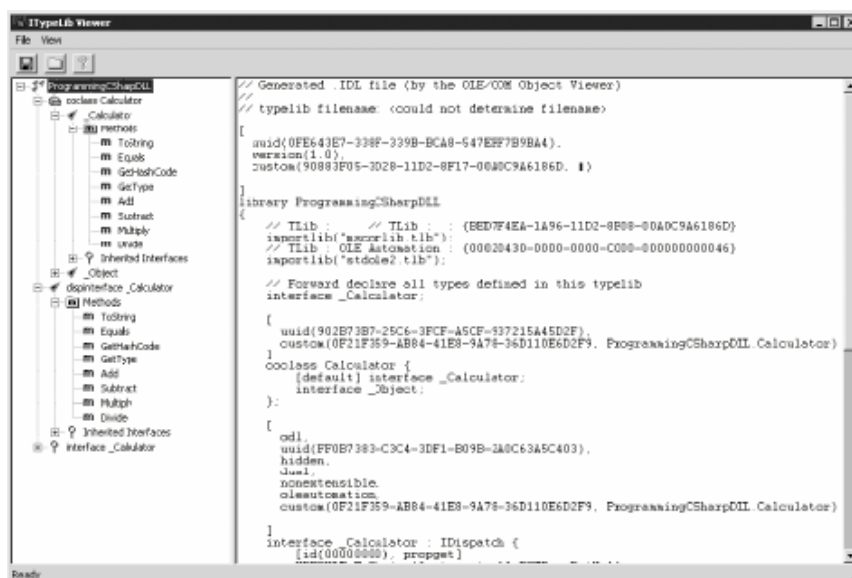 ITypeLib Viewer
File View
ProgrammingCSharpDLL
coclass Calculator
_Calculator
Methods
m ToString
m Equals
m GetHashCode
m GetType
m Add
m Subtract
m Multiply
m Divide
Inherited Interfaces
_Object
dispinterface _Calculator
Methods
m ToString
m Equals
m GetHashCode
m GetType
m Add
m Subtract
m Multiply
m Divide
Inherited Interfaces
interface _Calculator
// Generated .IDL file (by the OLE/COM Object Viewer)
//
// typelib filename: <could not determine filename>
[
uuid(0FE643E7-338F-339B-BCA8-547EFF7B9BA4),
version(1.0),
custom(90883F05-3D28-11D2-8F17-00A0C9A6186D, )
]
library ProgrammingCSharpDLL
{
// TLib : // TLib : : {BED7F4EA-1A96-11D2-8F08-00A0C9A6186D}
importlib("mscorlib.tlb");
// TLib : OLE Automation : {00020430-0000-0000-C000-000000000046}
importlib("stdole2.tlb");
// Forward declare all types defined in this typelib
interface _Calculator;
[
uuid(902B73B7-25C6-3FCF-A5CF-937215A45D2F),
custom(0F21F359-AB84-41E8-9A78-36D110E6D2F9, ProgrammingCSharpDLL.Calculator)
]
coclass Calculator {
[default] interface _Calculator;
interface _Object;
};
[
odl,
uuid(FF0B7383-C3C4-3DF1-B09B-2A0C63A5C403),
hidden,
dual,
nonextensible,
oleautomation,
custom(0F21F359-AB84-41E8-9A78-36D110E6D2F9, ProgrammingCSharpDLL.Calculator)
]
interface _Calculator : IDispatch {
[id(00000000), propget]
Ready